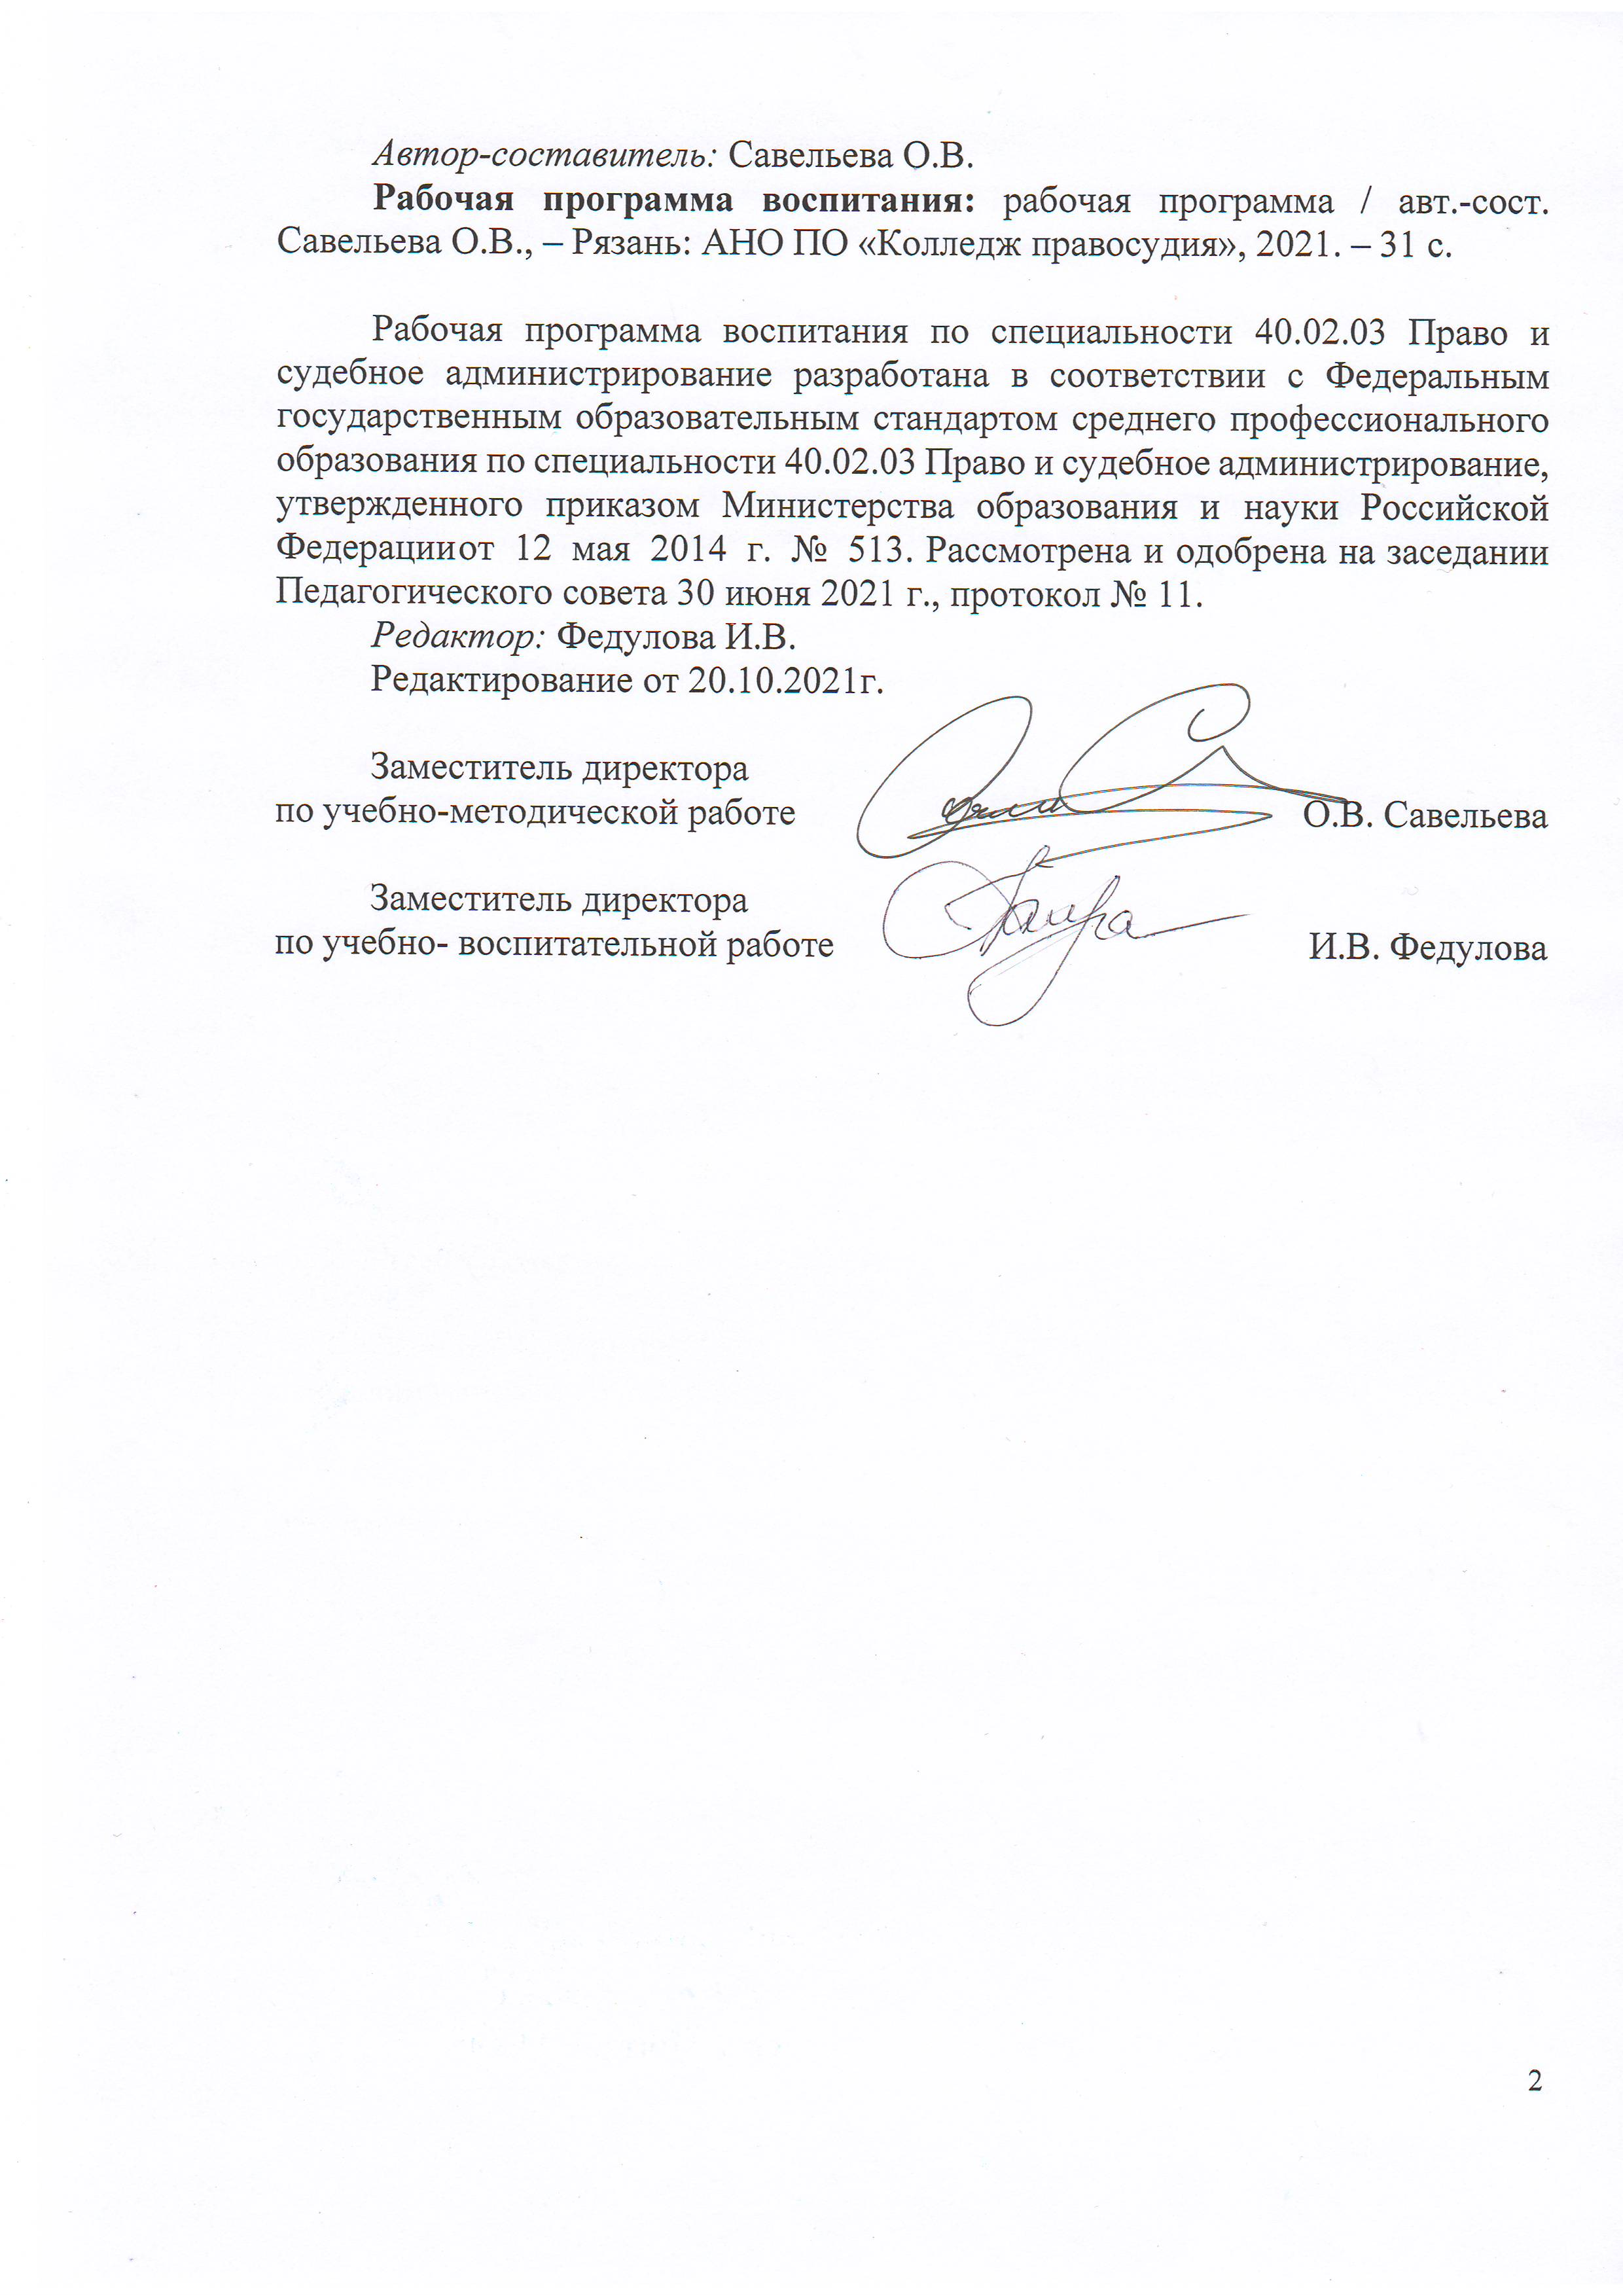 Автор-составитель: Савельева О.В.
Рабочая программа воспитания: рабочая программа / авт.-сост.
Савельева О.В., – Рязань: АНО ПО «Колледж правосудия», 2021. – 31 с.
Рабочая программа воспитания по специальности 40.02.03 Право и
судебное администрирование разработана в соответствии с Федеральным
государственным образовательным стандартом среднего профессионального
образования по специальности 40.02.03 Право и судебное администрирование,
утвержденного приказом Министерства образования и науки Российской
Федерацииот 12 мая 2014 г. № 513. Рассмотрена и одобрена на заседании
Педагогического совета 30 июня 2021 г., протокол № 11.
Редактор: Федулова И.В.
Редактирование от 20.10.2021г.
Заместитель директора
по учебно-методической работе О.В. Савельева
Заместитель директора
по учебно- воспитательной работе И.В. Федулова
2